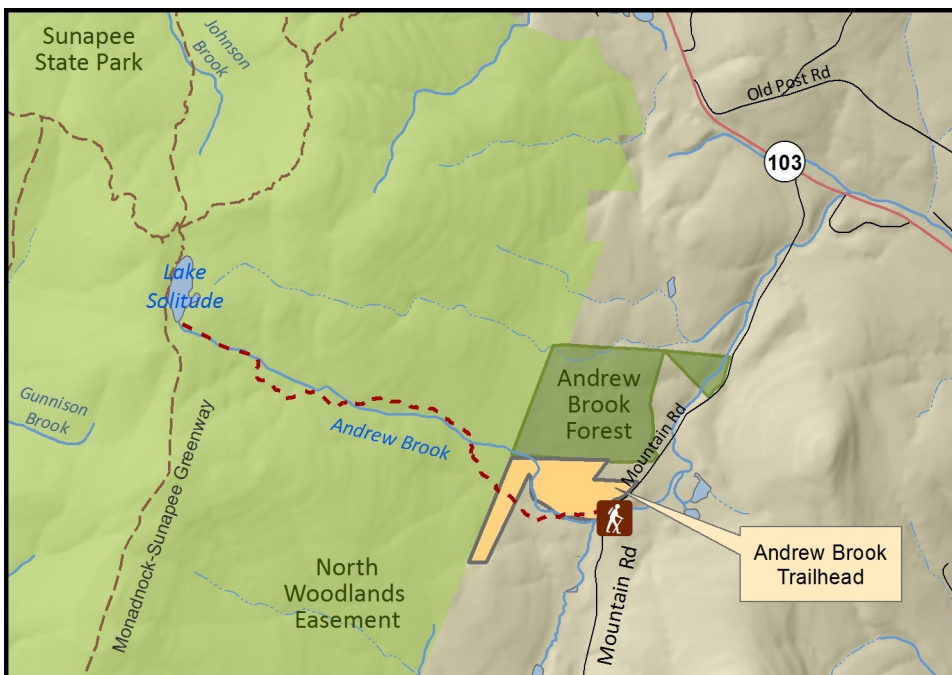 Sunapee
State Park
Johnson
Brook
Old Post Rd
103
Lake
Solitude
Andrew
Brook
Forest
Gunnison
Brook
Andrew Brook
Mountain Rd
Monadnock-Sunapee Greenway
Andrew Brook
Trailhead
North
Woodlands
Easement
Mountain Rd